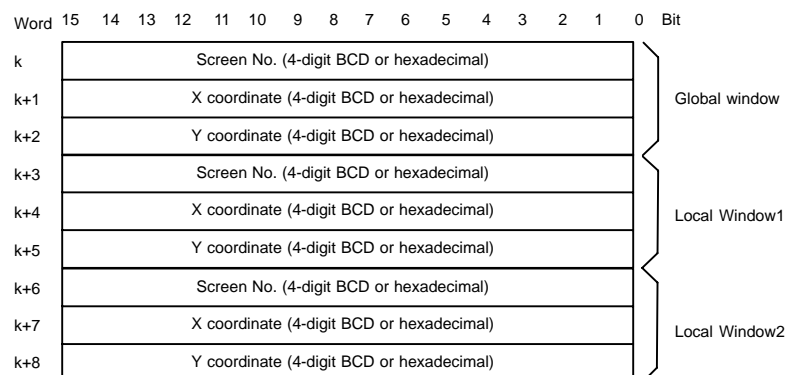 Word 15 14 13 12 11 10 9 8 7 6 5 4 3 2 1 0 Bit
k Screen No. (4-digit BCD or hexadecimal)
k+1 X coordinate (4-digit BCD or hexadecimal) Global window
k+2 Y coordinate (4-digit BCD or hexadecimal)
k+3 Screen No. (4-digit BCD or hexadecimal)
k+4 X coordinate (4-digit BCD or hexadecimal) Local Window1
k+5 Y coordinate (4-digit BCD or hexadecimal)
k+6 Screen No. (4-digit BCD or hexadecimal)
k+7 X coordinate (4-digit BCD or hexadecimal) Local Window2
k+8 Y coordinate (4-digit BCD or hexadecimal)